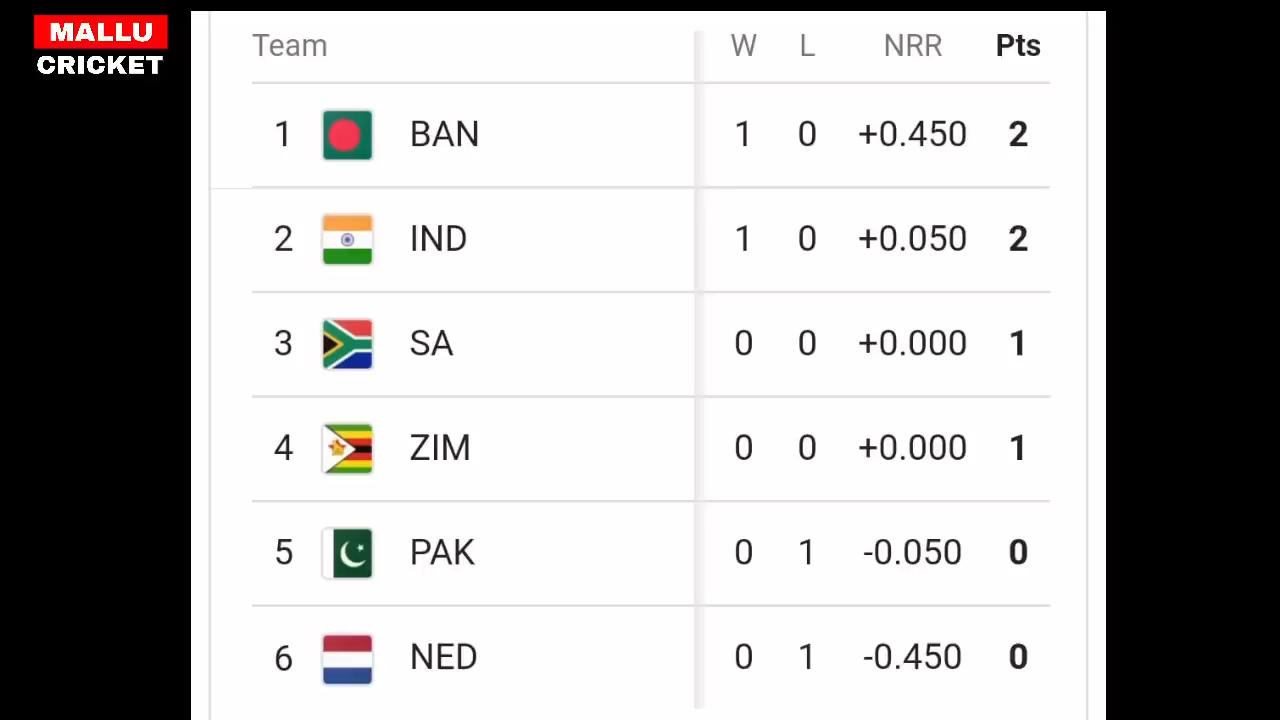 MALLU
CRICKET
Team W L NRR Pts
1 BAN 1 0 +0.450 2
2 IND 1 0 +0.050 2
3 SA 0 0 +0.000 1
4 ZIM 0 0 +0.000 1
5 PAK 0 1 -0.050 0
6 NED 0 1 -0.450 0